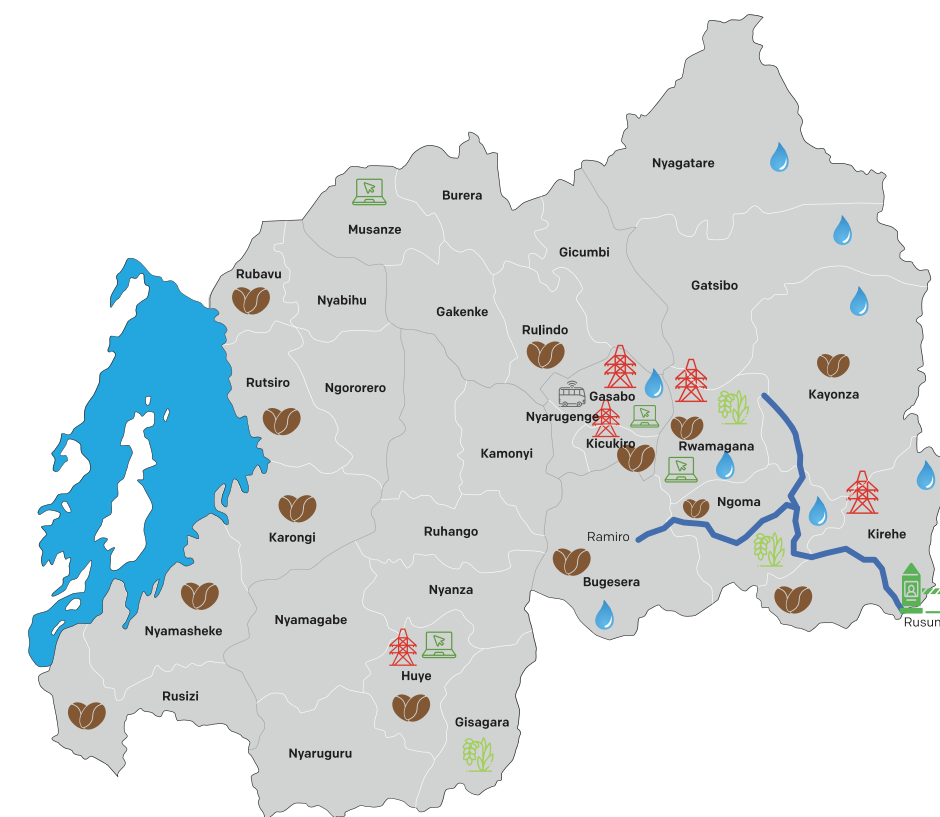 Nyagatare
Burera
Musanze
Gicumbi
Rubavu
Gatsibo
Nyabihu
Gakenke
Rulindo
Rutsiro
Ngororero
Gasabo
Kayonza
Nyarugenge
Kicukiro
Rwamagana
Kamonyi
Ngoma
Ruhango
Karongi
Ramiro
Kirehe
Bugesera
Nyanza
Nyamagabe
Rusun
Nyamasheke
Huye
Rusizi
Gisagara
Nyaruguru